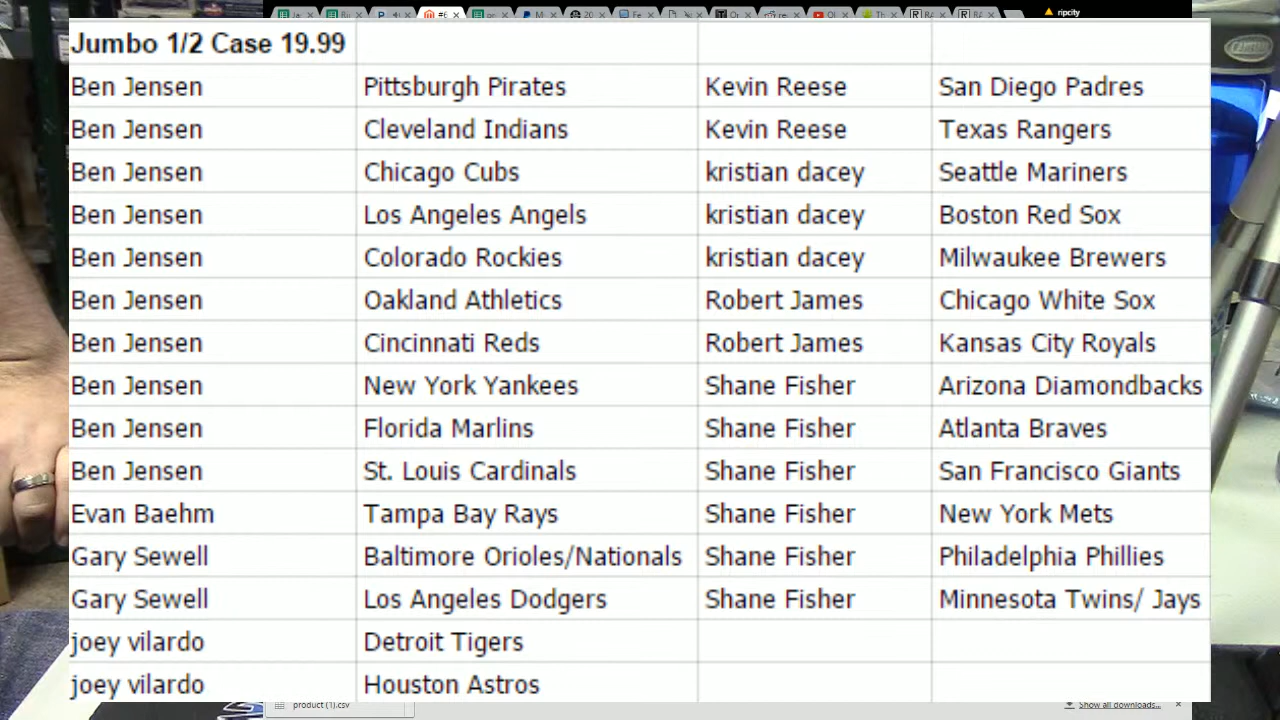 ripcity
Jumbo 1/2 Case 19.99
Ben Jensen Pittsburgh Pirates Kevin Reese San Diego Padres
Ben Jensen Cleveland Indians Kevin Reese Texas Rangers
Ben Jensen Chicago Cubs kristian dacey Seattle Mariners
Ben Jensen Los Angeles Angels kristian dacey Boston Red Sox
Ben Jensen Colorado Rockies kristian dacey Milwaukee Brewers
Ben Jensen Oakland Athletics Robert James Chicago White Sox
Ben Jensen Cincinnati Reds Robert James Kansas City Royals
Ben Jensen New York Yankees Shane Fisher Arizona Diamondbacks
Ben Jensen Florida Marlins Shane Fisher Atlanta Braves
Ben Jensen St. Louis Cardinals Shane Fisher San Francisco Giants
Evan Baehm Tampa Bay Rays Shane Fisher New York Mets
Gary Sewell Baltimore Orioles/Nationals Shane Fisher Philadelphia Phillies
Gary Sewell Los Angeles Dodgers Shane Fisher Minnesota Twins/ Jays
joey vilardo Detroit Tigers
joey vilardo Houston Astros
product (1).csv Show all downloads...